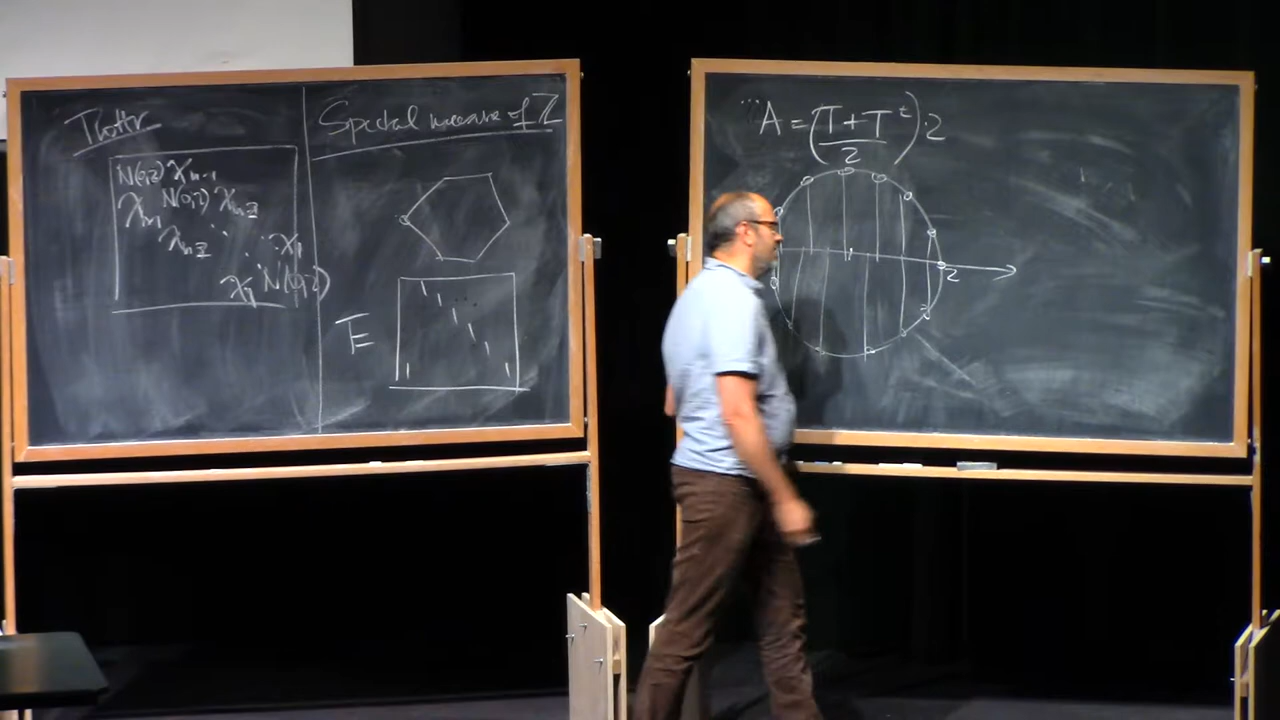 Spectral measure of ℤ
N(0,2) χₙ₋₁
χₙ₋₁ N(0,2) χₙ₋₂
χₙ₋₂ ⋱ ⋱ χ₁
χ₁ N(0,2)
T
A = (T + Tᵗ / 2) · 2
2